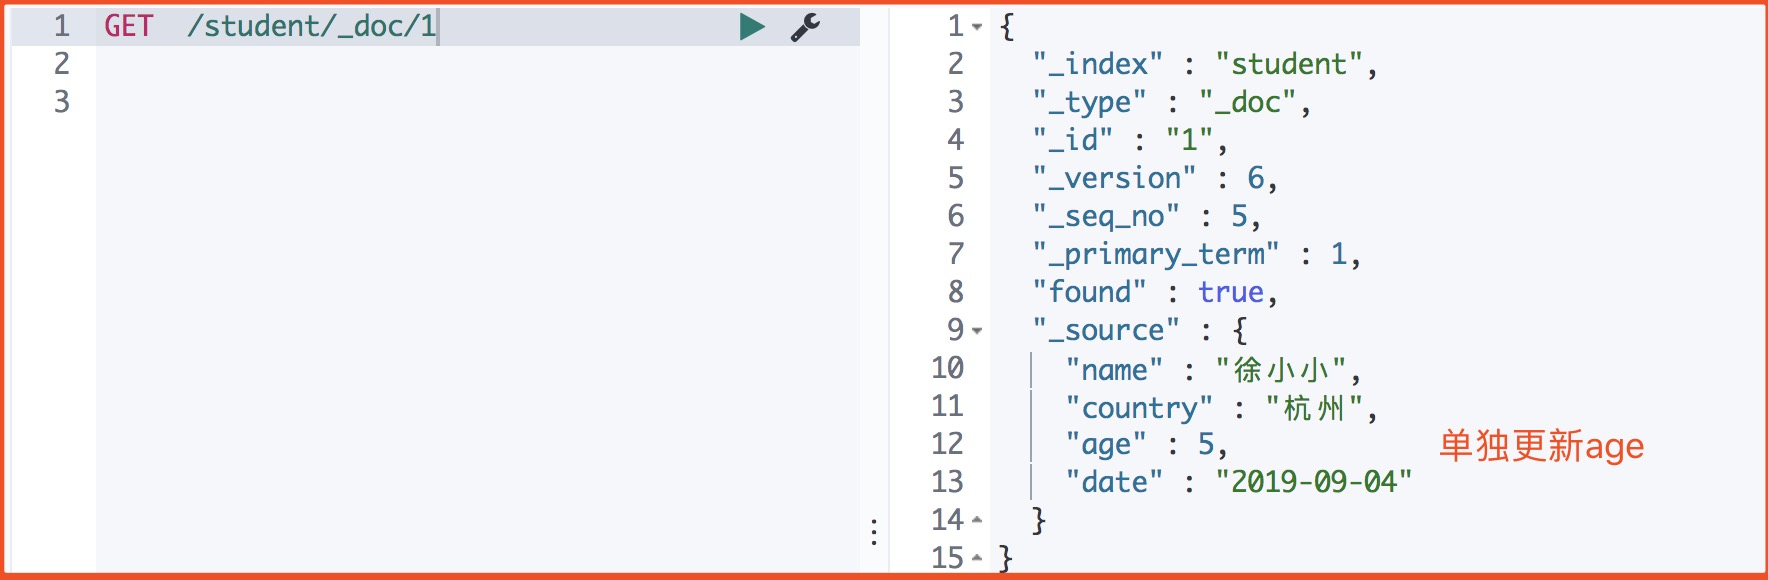 1 GET /student/_doc/1
2
3
1 {
2 "_index" : "student",
3 "_type" : "_doc",
4 "_id" : "1",
5 "_version" : 6,
6 "_seq_no" : 5,
7 "_primary_term" : 1,
8 "found" : true,
9 "_source" : {
10 "name" : "徐小小",
11 "country" : "杭州",
12 "age" : 5, 单独更新age
13 "date" : "2019-09-04"
14 }
15 }